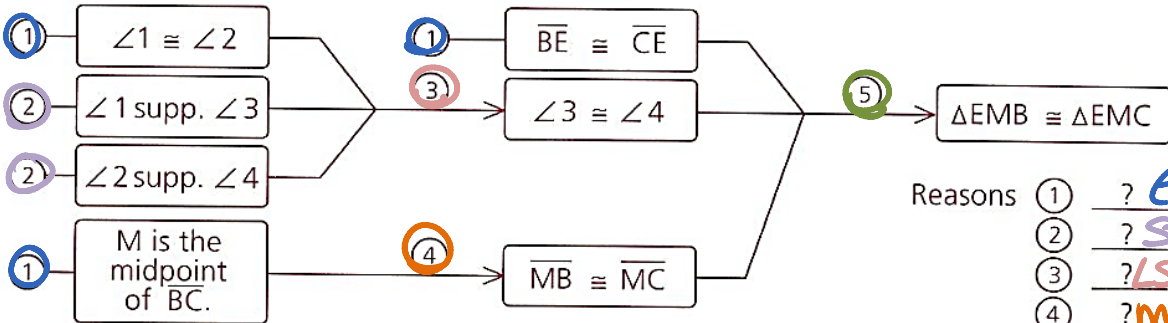 ① ∠1 ≅ ∠2
② ∠1 supp. ∠3
② ∠2 supp. ∠4
① M is the
midpoint
of BC.
① BE ≅ CE
③ ∠3 ≅ ∠4
④ MB ≅ MC
⑤ ΔEMB ≅ ΔEMC
Reasons ① ?
② ? S
③ ? LS
④ ? M